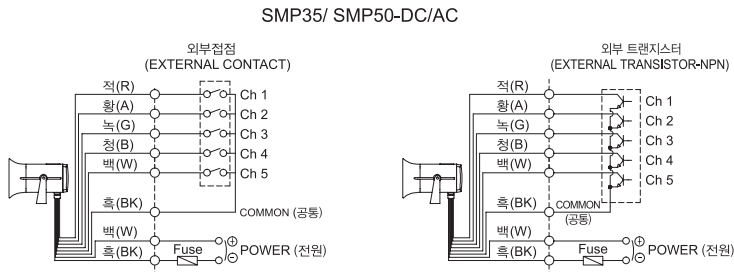 SMP35/ SMP50-DC/AC
외부접점
(EXTERNAL CONTACT)
적(R)
Ch 1
황(A)
Ch 2
녹(G)
Ch 3
청(B)
Ch 4
백(W)
Ch 5
흑(BK)
COMMON (공통)
백(W)
흑(BK)
Fuse
⊕
⊖
POWER (전원)
외부 트랜지스터
(EXTERNAL TRANSISTOR-NPN)
적(R)
Ch 1
황(A)
Ch 2
녹(G)
Ch 3
청(B)
Ch 4
백(W)
Ch 5
흑(BK)
COMMON
(공통)
백(W)
흑(BK)
Fuse
⊕
⊖
POWER (전원)